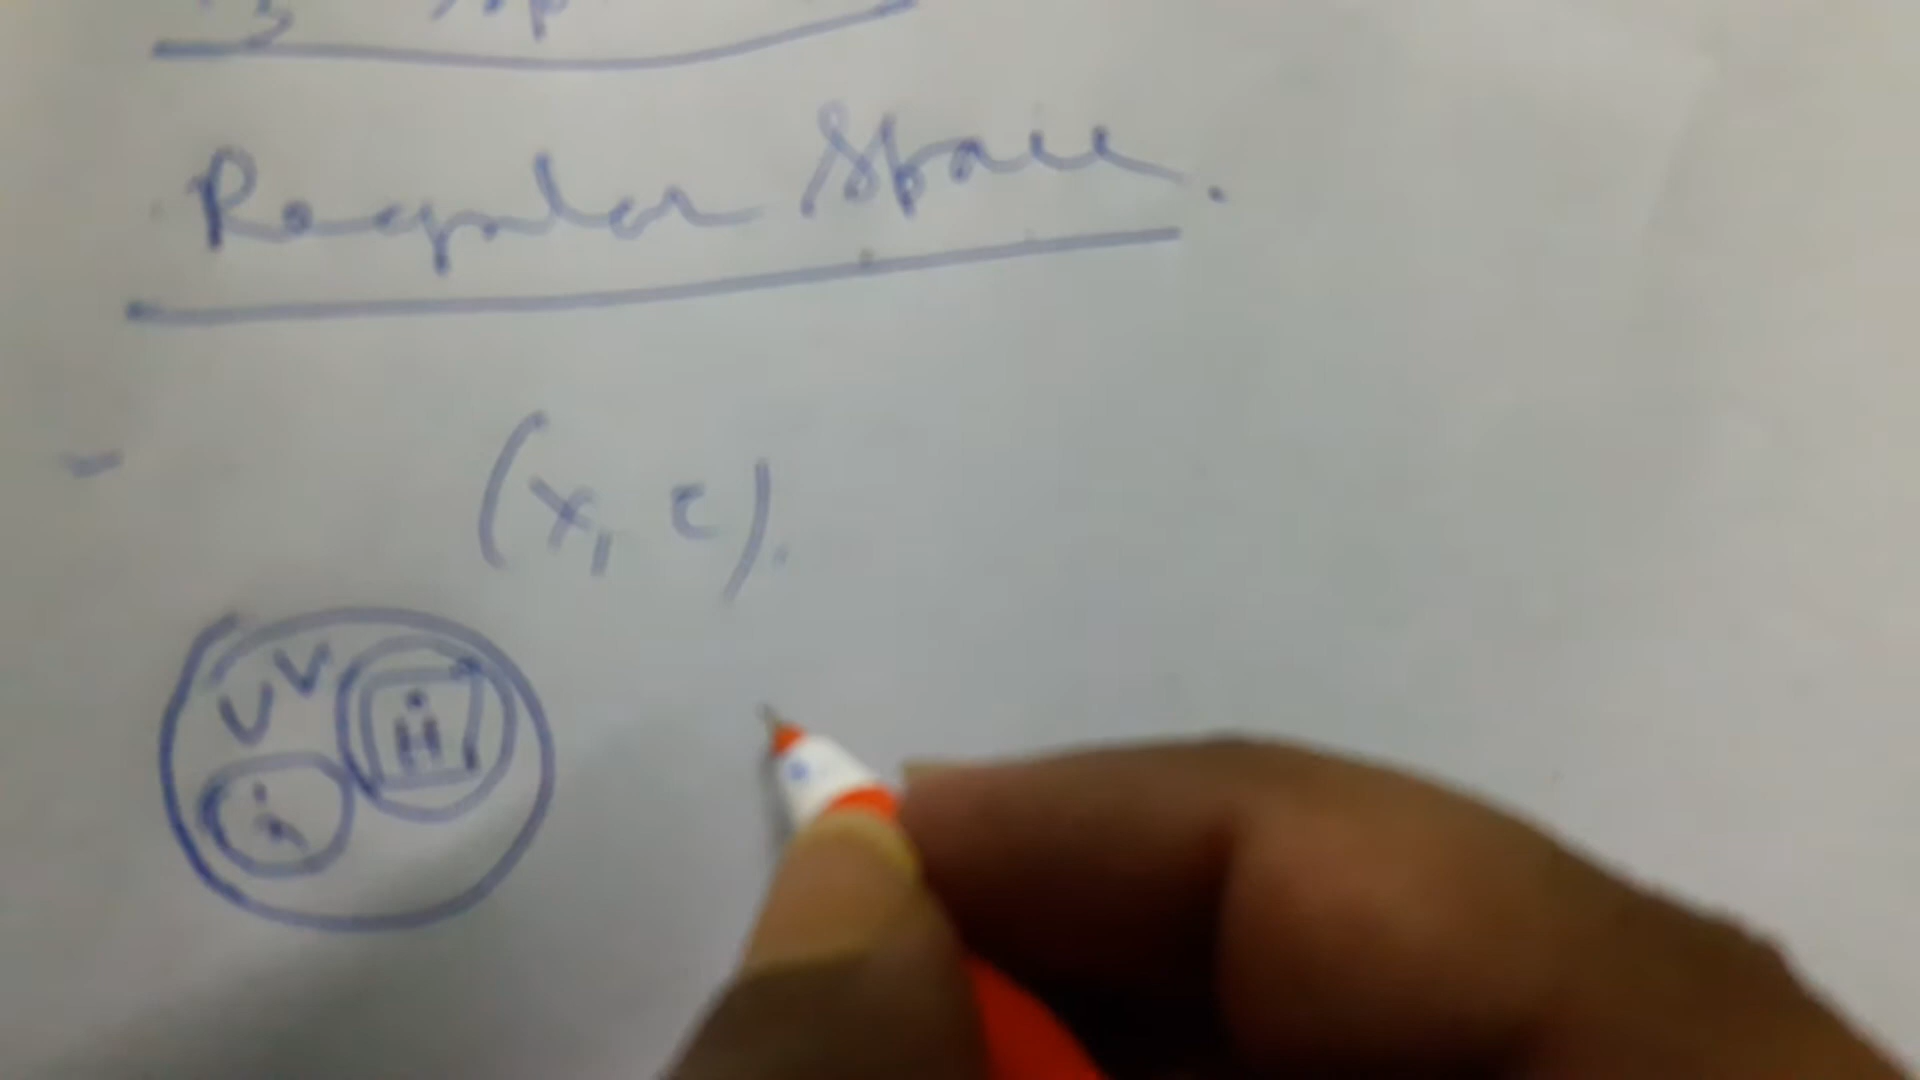 Regular Space.
(X, τ).
U V
H
x